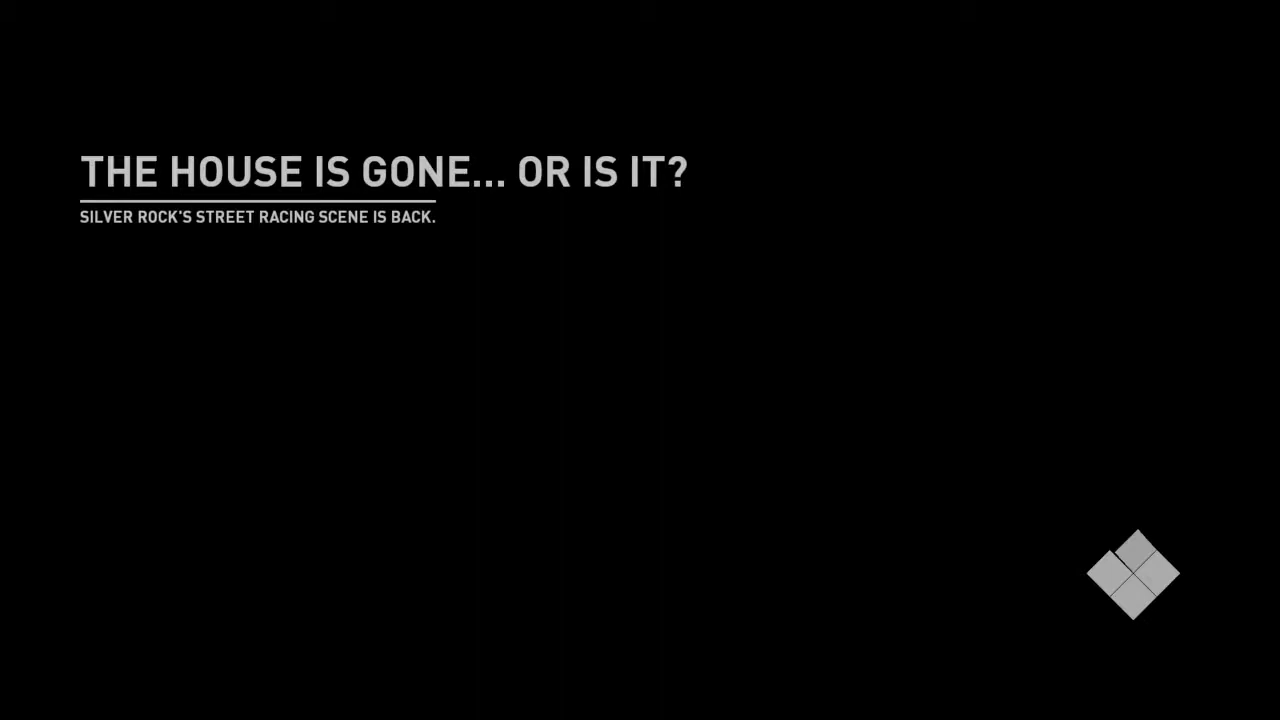 THE HOUSE IS GONE... OR IS IT?
SILVER ROCK'S STREET RACING SCENE IS BACK.